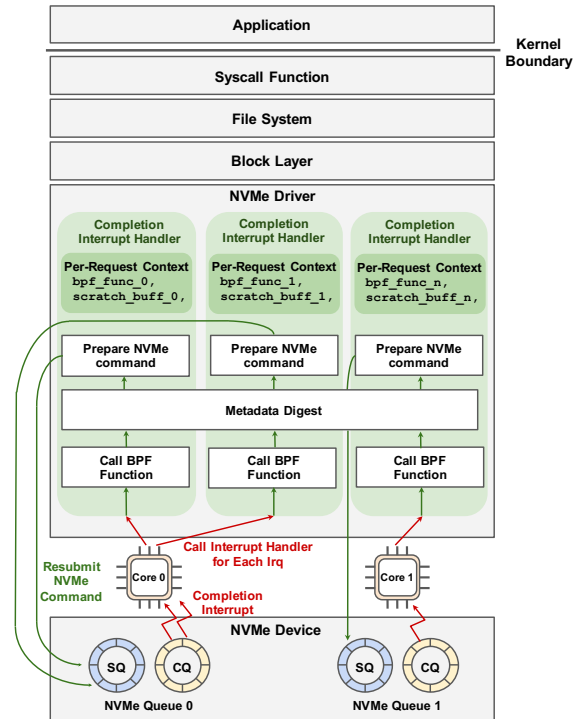 Application
Kernel
Boundary
Syscall Function
File System
Block Layer
NVMe Driver
Completion
Interrupt Handler
Per-Request Context
bpf_func_0,
scratch_buff_0,
Completion
Interrupt Handler
Per-Request Context
bpf_func_1,
scratch_buff_1,
Completion
Interrupt Handler
Per-Request Context
bpf_func_n,
scratch_buff_n,
Prepare NVMe
command
Prepare NVMe
command
Prepare NVMe
command
Metadata Digest
Call BPF
Function
Call BPF
Function
Call BPF
Function
Call Interrupt Handler
for Each Irq
Resubmit
NVMe
Command
Core 0
Core 1
Completion
Interrupt
NVMe Device
SQ
CQ
SQ
CQ
NVMe Queue 0
NVMe Queue 1